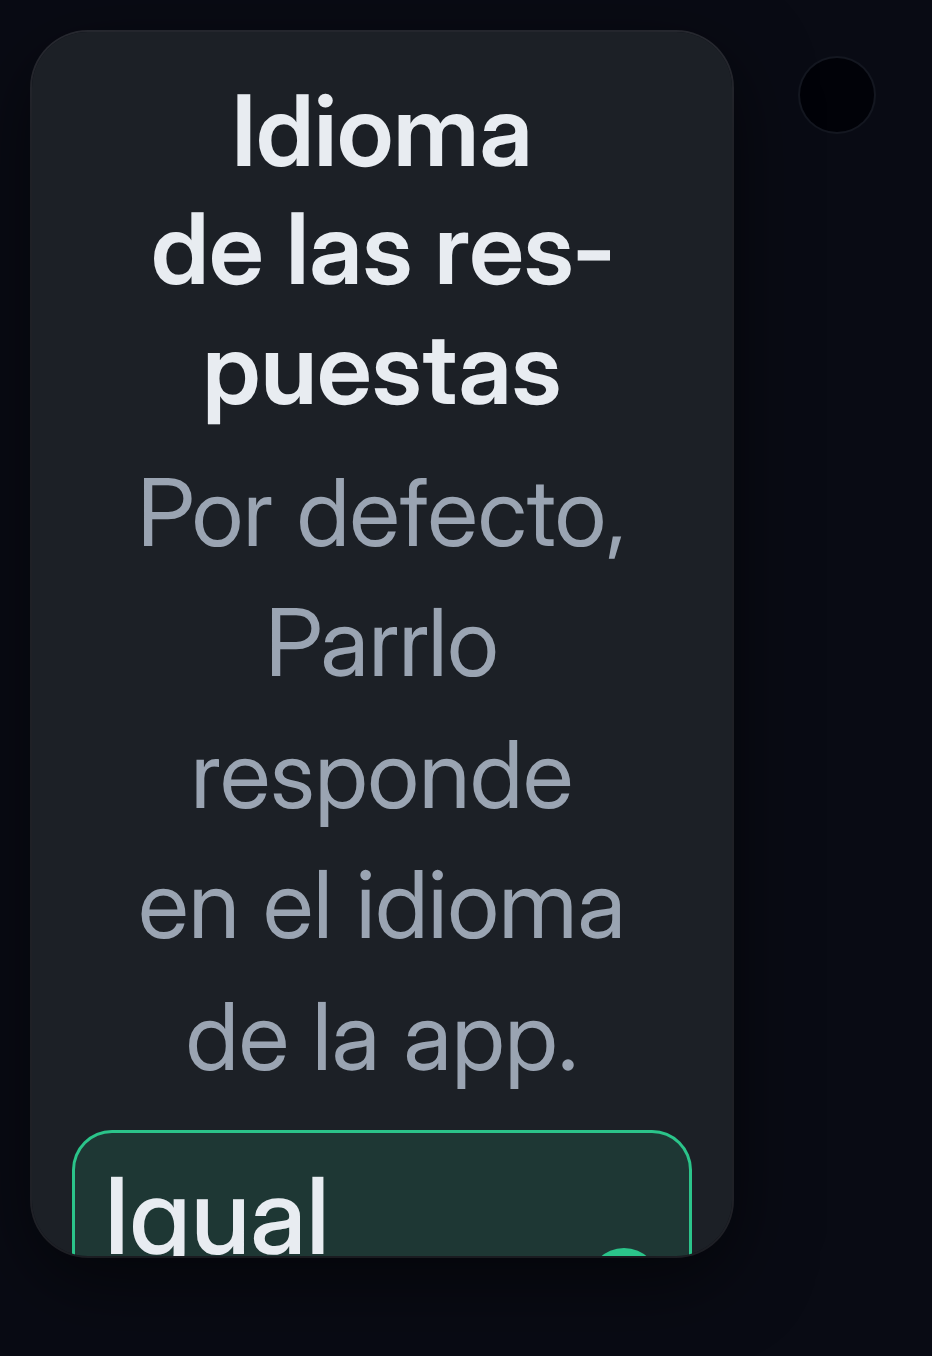 Idioma
de las res-
puestas
Por defecto,
Parrlo
responde
en el idioma
de la app.
Igual